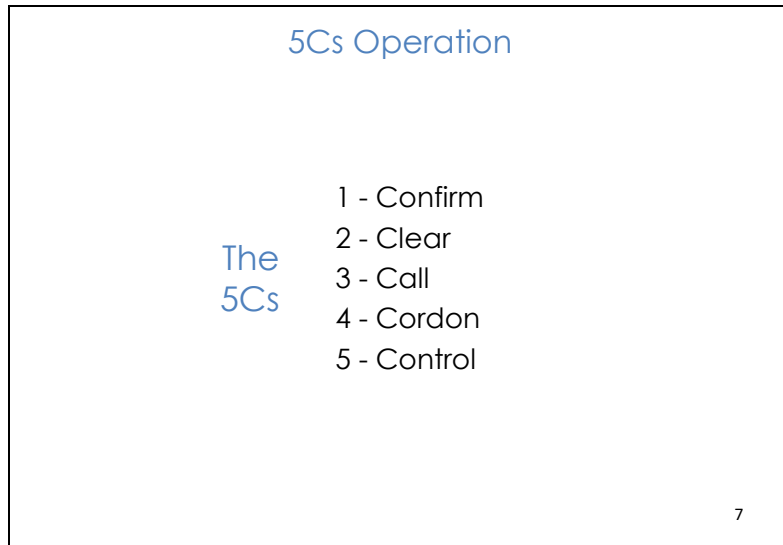 5Cs Operation
The
5Cs
1 - Confirm
2 - Clear
3 - Call
4 - Cordon
5 - Control
7